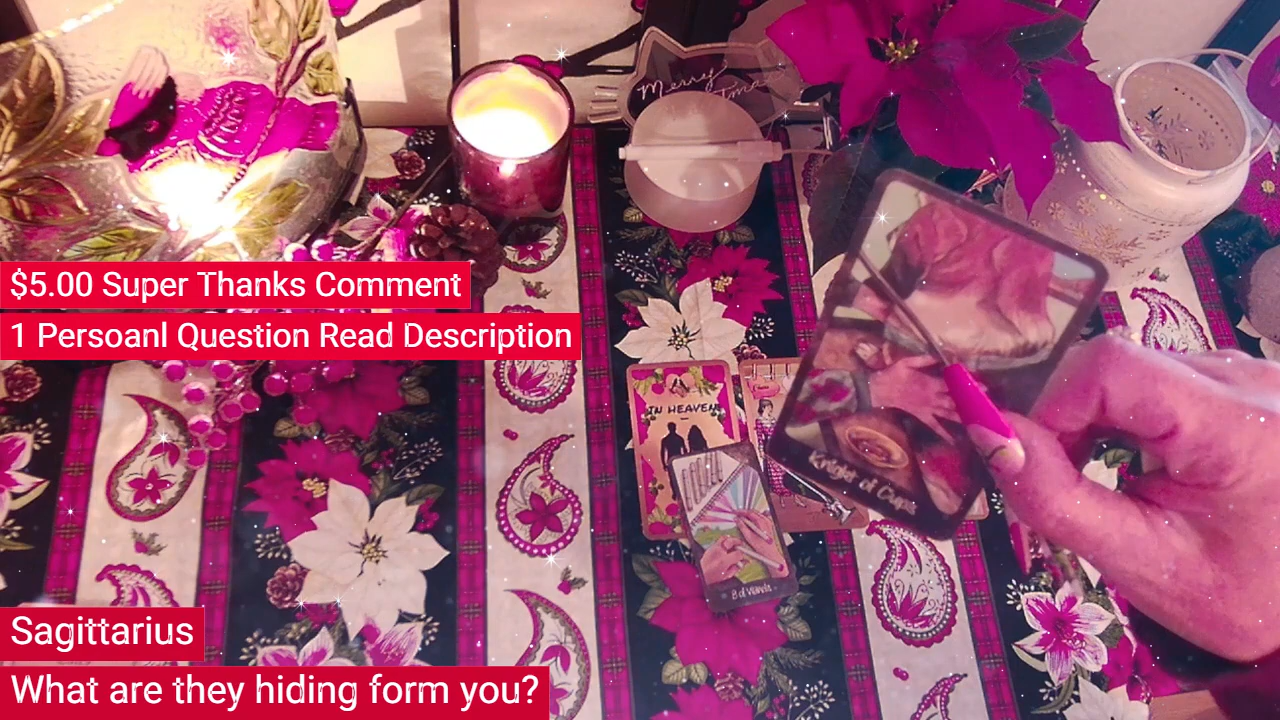 Merry
$5.00 Super Thanks Comment
1 Persoanl Question Read Description
IN HEAVEN
Knight of Cups
8 of Wands
Sagittarius
What are they hiding form you?